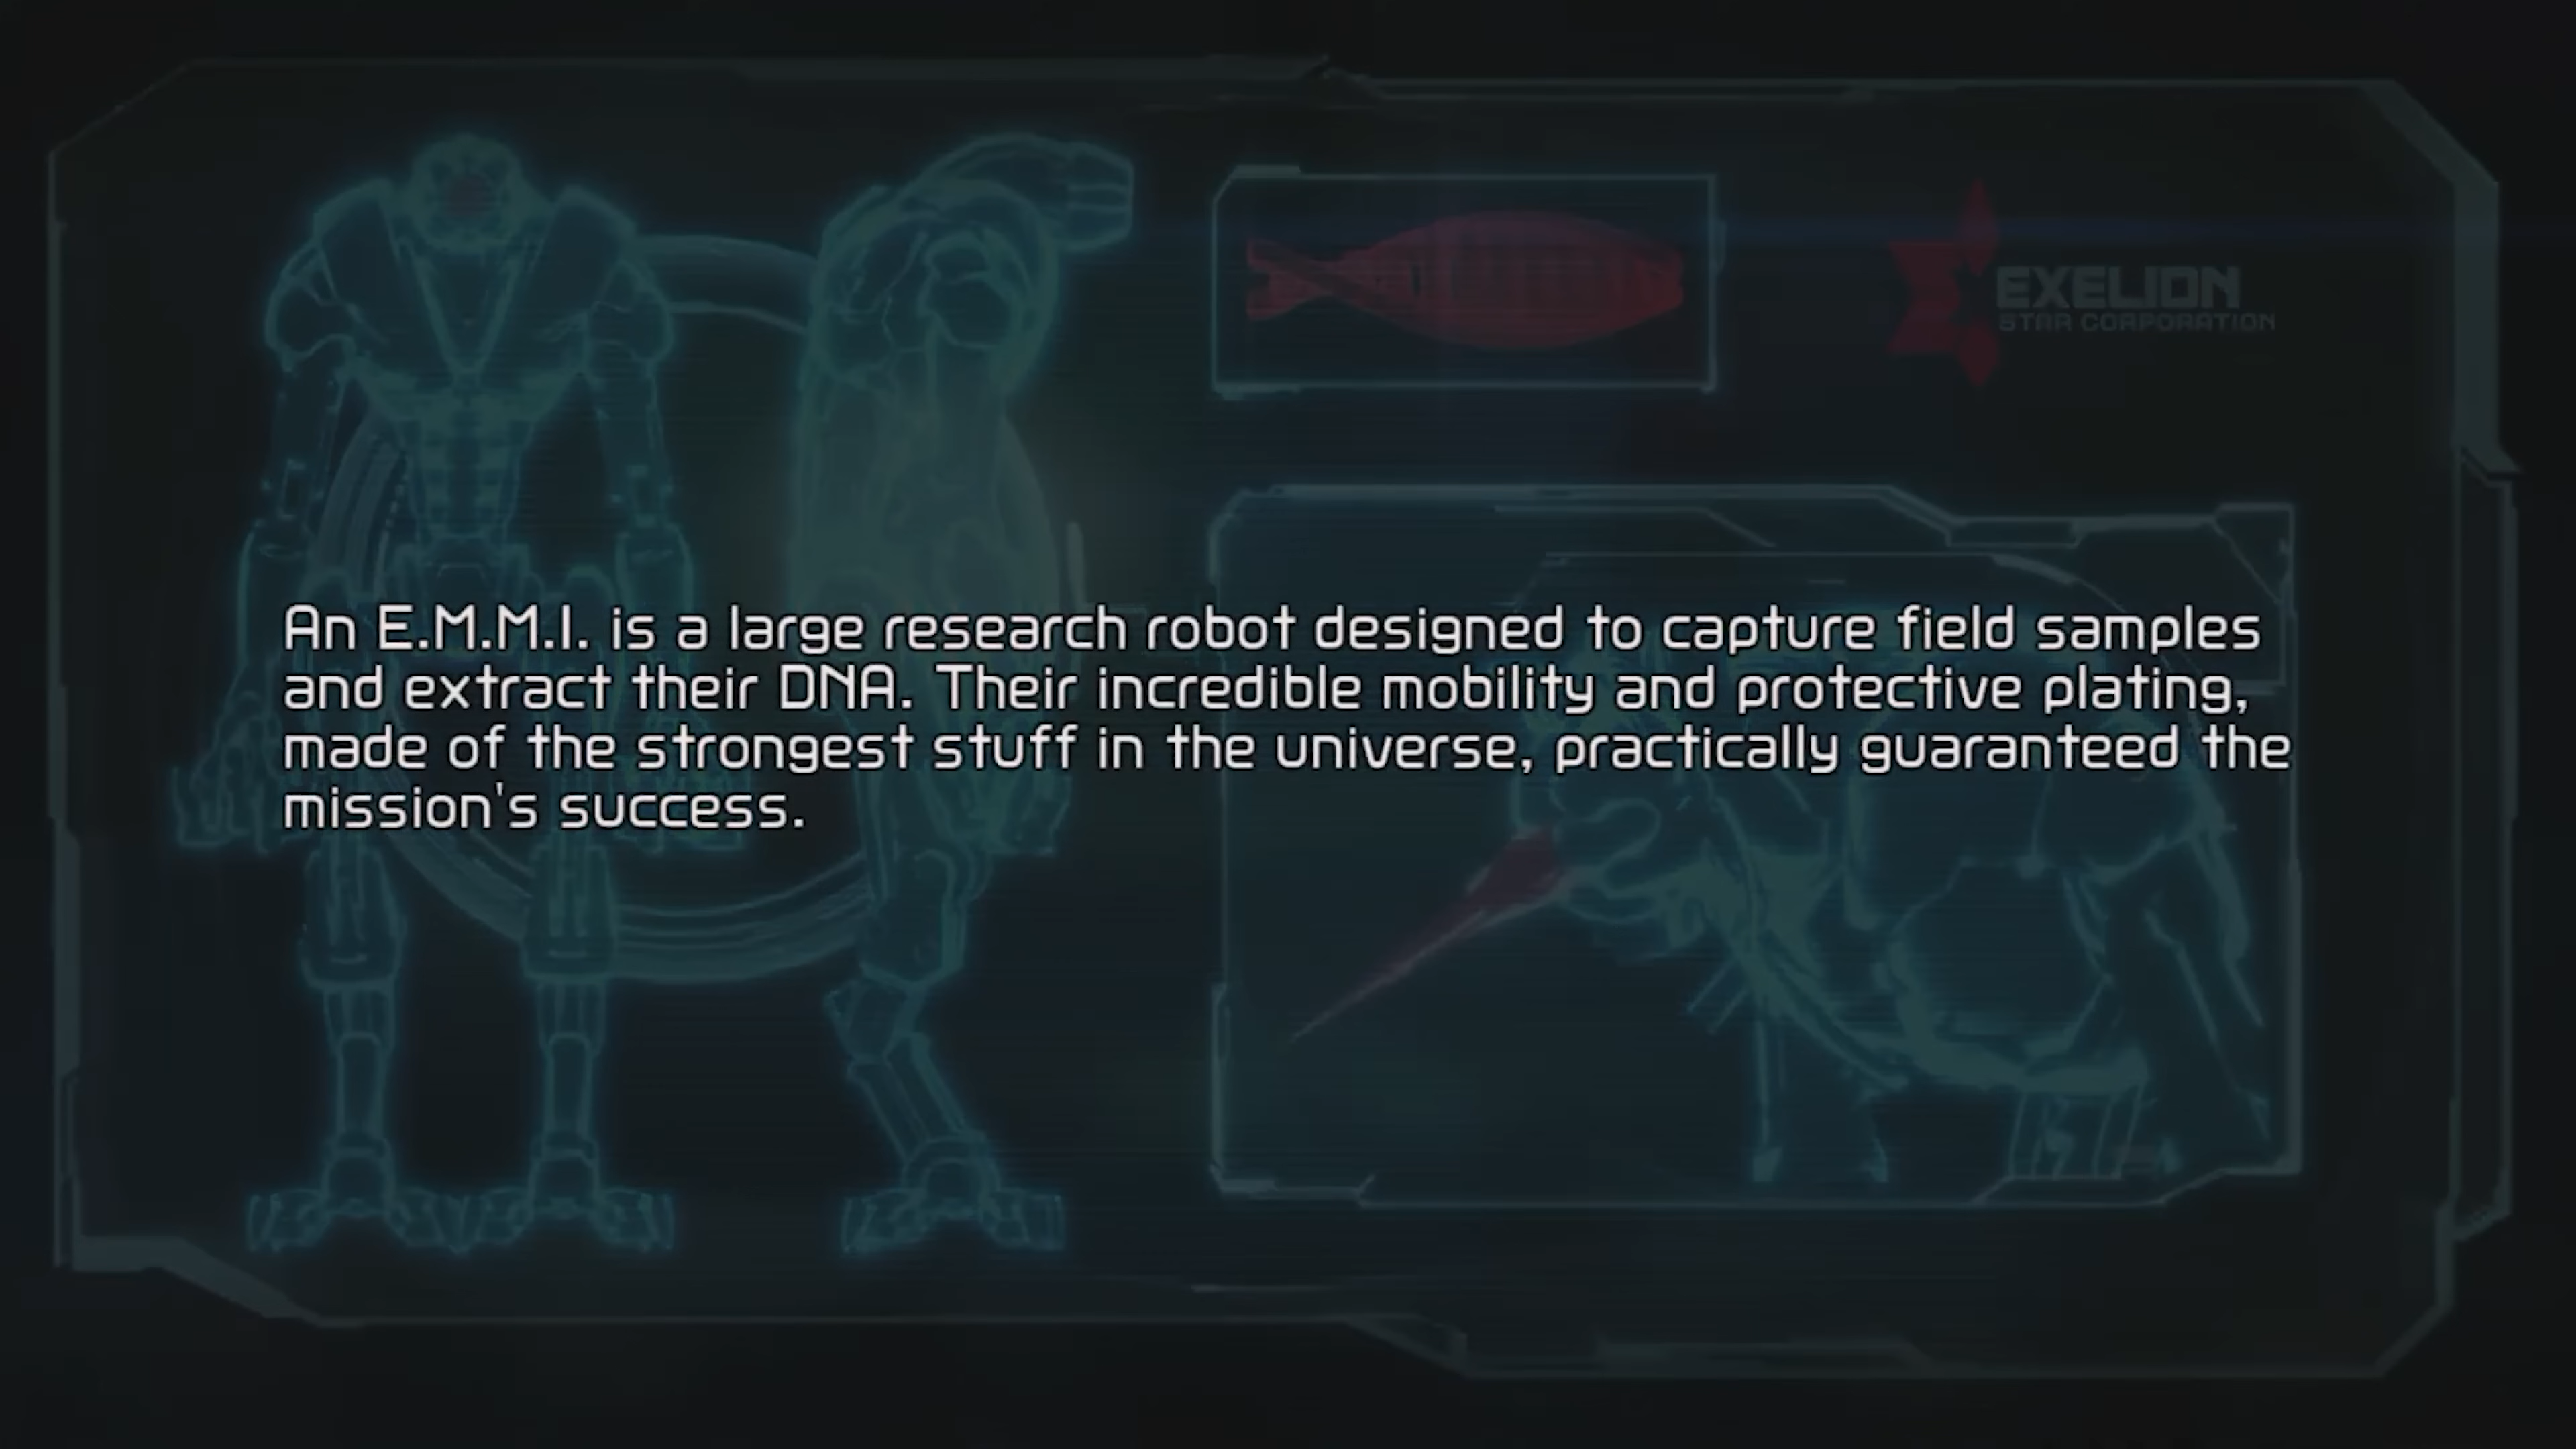 EXELION
STAR CORPORATION
An E.M.M.I. is a large research robot designed to capture field samples
and extract their DNA. Their incredible mobility and protective plating,
made of the strongest stuff in the universe, practically guaranteed the
mission's success.